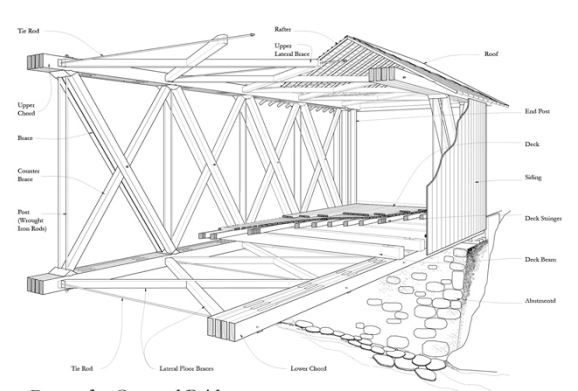 Tie Rod
Rafter
Upper
Lateral Brace
Roof
Upper
Chord
End Post
Brace
Deck
Counter
Brace
Siding
Post
(Wrought
Iron Rods)
Deck Stringer
Deck Beam
Abutmentd
Tie Rod
Lateral Floor Braces
Lower Chord